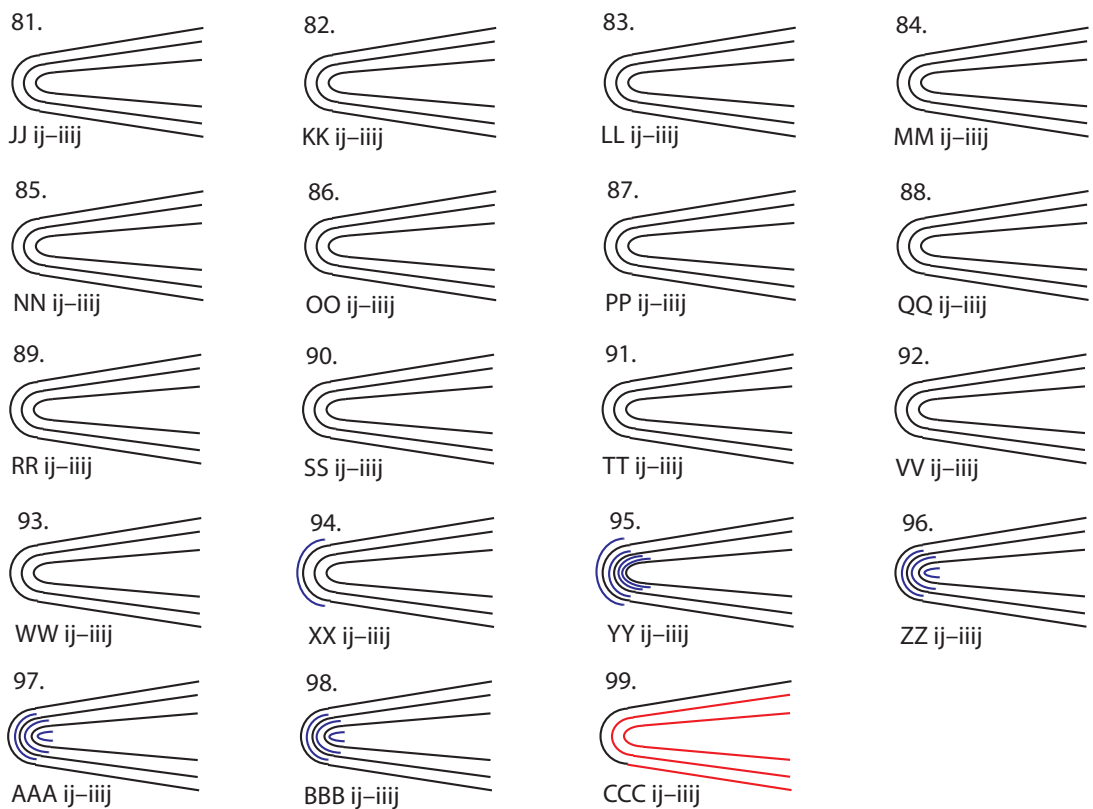 81. 82. 83. 84.
JJ ij–iiij KK ij–iiij LL ij–iiij MM ij–iiij
85. 86. 87. 88.
NN ij–iiij OO ij–iiij PP ij–iiij QQ ij–iiij
89. 90. 91. 92.
RR ij–iiij SS ij–iiij TT ij–iiij VV ij–iiij
93. 94. 95. 96.
WW ij–iiij XX ij–iiij YY ij–iiij ZZ ij–iiij
97. 98. 99.
AAA ij–iiij BBB ij–iiij CCC ij–iiij